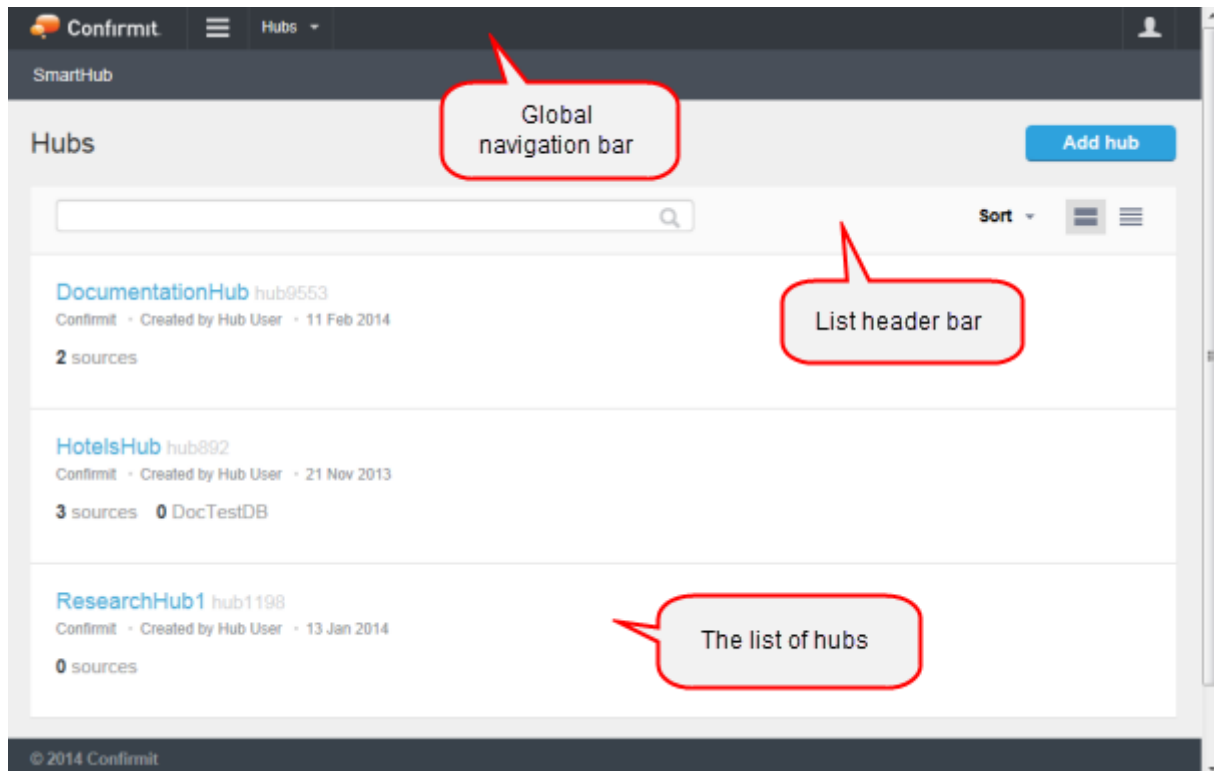 Confirmit
Hubs
SmartHub
Global
navigation bar
Hubs
Add hub
Sort
DocumentationHub hub9553
Confirmit • Created by Hub User • 11 Feb 2014
2 sources
List header bar
HotelsHub hub892
Confirmit • Created by Hub User • 21 Nov 2013
3 sources 0 DocTestDB
ResearchHub1 hub1198
Confirmit • Created by Hub User • 13 Jan 2014
The list of hubs
0 sources
© 2014 Confirmit